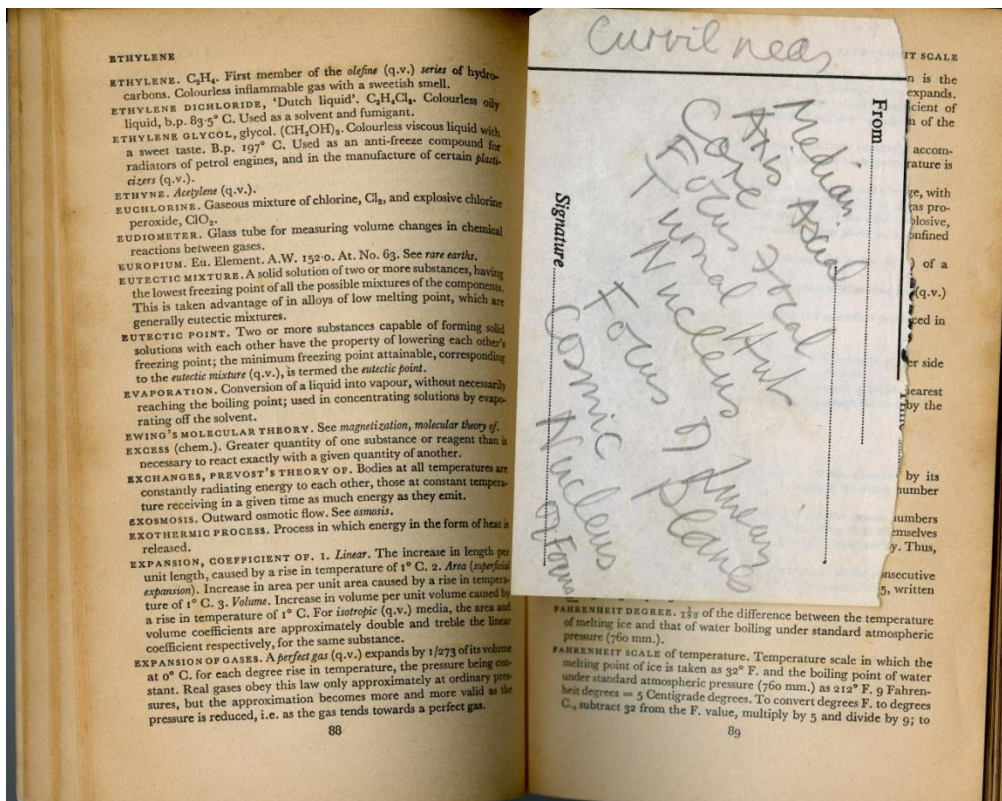 ETHYLENE
ETHYLENE. C₂H₄. First member of the olefine (q.v.) series of hydro-
carbons. Colourless inflammable gas with a sweetish smell.
ETHYLENE DICHLORIDE, ‘Dutch liquid’. C₂H₄Cl₂. Colourless oily
liquid, b.p. 83·5° C. Used as a solvent and fumigant.
ETHYLENE GLYCOL, glycol. (CH₂OH)₂. Colourless viscous liquid with
a sweet taste. B.p. 197° C. Used as an anti-freeze compound for
radiators of petrol engines, and in the manufacture of certain plasti-
cizers (q.v.).
ETHYNE. Acetylene (q.v.).
EUCHLORINE. Gaseous mixture of chlorine, Cl₂, and explosive chlorine
peroxide, ClO₂.
EUDIOMETER. Glass tube for measuring volume changes in chemical
reactions between gases.
EUROPIUM. Eu. Element. A.W. 152·0. At. No. 63. See rare earths.
EUTECTIC MIXTURE. A solid solution of two or more substances, having
the lowest freezing point of all the possible mixtures of the components.
This is taken advantage of in alloys of low melting point, which are
generally eutectic mixtures.
EUTECTIC POINT. Two or more substances capable of forming solid
solutions with each other have the property of lowering each other’s
freezing point; the minimum freezing point attainable, corresponding
to the eutectic mixture (q.v.), is termed the eutectic point.
EVAPORATION. Conversion of a liquid into vapour, without necessarily
reaching the boiling point; used in concentrating solutions by evapo-
rating off the solvent.
EWING’S MOLECULAR THEORY. See magnetization, molecular theory of.
EXCESS (chem.). Greater quantity of one substance or reagent than is
necessary to react exactly with a given quantity of another.
EXCHANGES, PREVOST’S THEORY OF. Bodies at all temperatures are
constantly radiating energy to each other, those at constant tempera-
ture receiving in a given time as much energy as they emit.
EXOSMOSIS. Outward osmotic flow. See osmosis.
EXOTHERMIC PROCESS. Process in which energy in the form of heat is
released.
EXPANSION, COEFFICIENT OF. 1. Linear. The increase in length per
unit length, caused by a rise in temperature of 1° C. 2. Area (superficial
expansion). Increase in area per unit area caused by a rise in tempera-
ture of 1° C. 3. Volume. Increase in volume per unit volume caused by
a rise in temperature of 1° C. For isotropic (q.v.) media, the area and
volume coefficients are approximately double and treble the linear
coefficient respectively, for the same substance.
EXPANSION OF GASES. A perfect gas (q.v.) expands by 1/273 of its volume
at 0° C. for each degree rise in temperature, the pressure being con-
stant. Real gases obey this law only approximately at ordinary pres-
sures, but the approximation becomes more and more valid as the
pressure is reduced, i.e. as the gas tends towards a perfect gas.
88
From
Signature
Median
Axis Axial
Cone Focal
Focus Hub
Nucleus
Focus
Planes
Cosmic Nucleus
IT SCALE
n is the
expands.
cient of
n of the
accom-
rature is
ge, with
as pro-
plosive,
onfined
) of a
(q.v.)
ced in
er side
nearest
by the
by its
number
numbers
emselves
y. Thus,
onsecutive
5, written
FAHRENHEIT DEGREE. 1/180 of the difference between the temperature
of melting ice and that of water boiling under standard atmospheric
pressure (760 mm.).
FAHRENHEIT SCALE of temperature. Temperature scale in which the
melting point of ice is taken as 32° F. and the boiling point of water
under standard atmospheric pressure (760 mm.) as 212° F. 9 Fahren-
heit degrees = 5 Centigrade degrees. To convert degrees F. to degrees
C., subtract 32 from the F. value, multiply by 5 and divide by 9; to
89